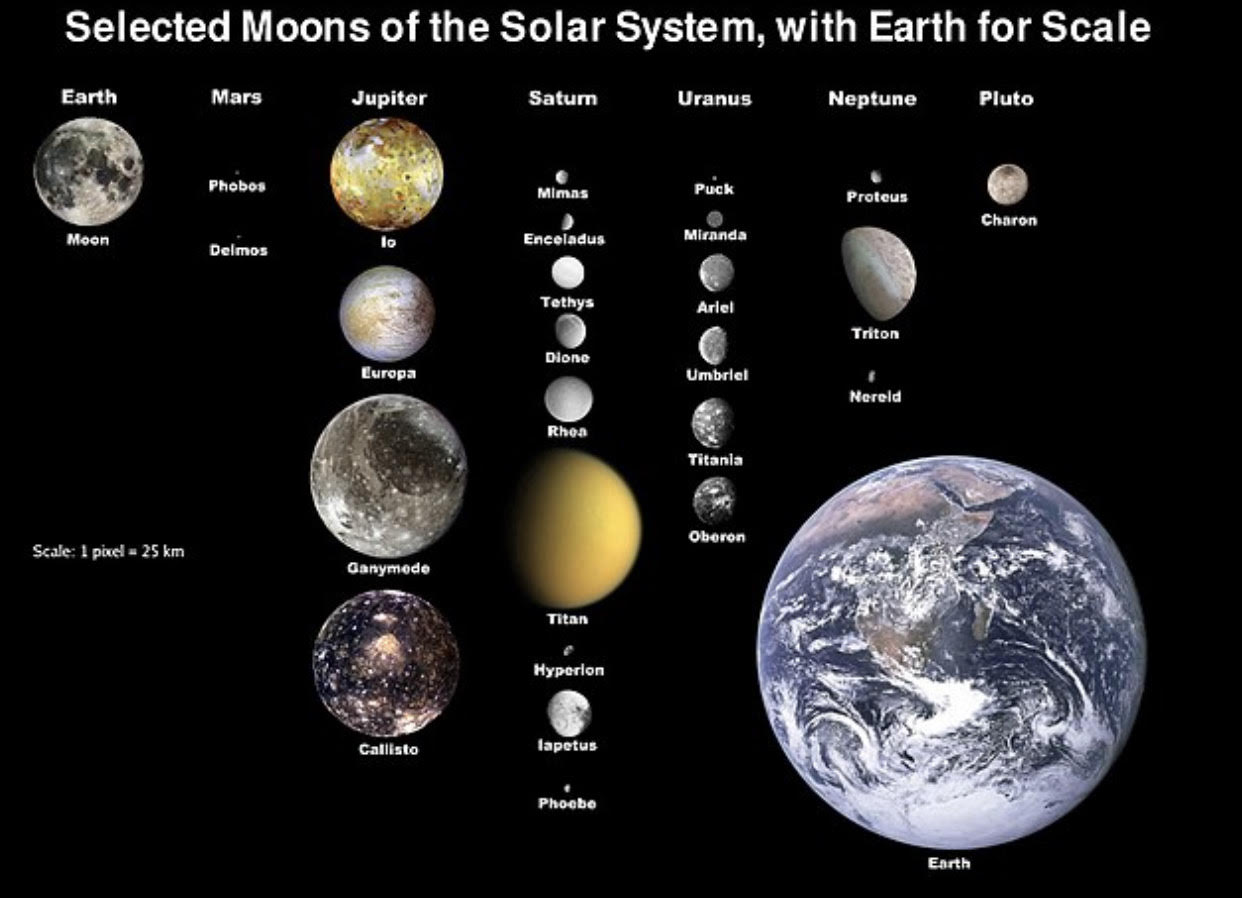 Selected Moons of the Solar System, with Earth for Scale
Earth
Mars
Jupiter
Saturn
Uranus
Neptune
Pluto
Moon
Phobos
Deimos
Io
Europa
Ganymede
Callisto
Mimas
Enceladus
Tethys
Dione
Rhea
Titan
Hyperion
Iapetus
Phoebe
Puck
Miranda
Ariel
Umbriel
Titania
Oberon
Proteus
Triton
Nereid
Charon
Earth
Scale: 1 pixel = 25 km